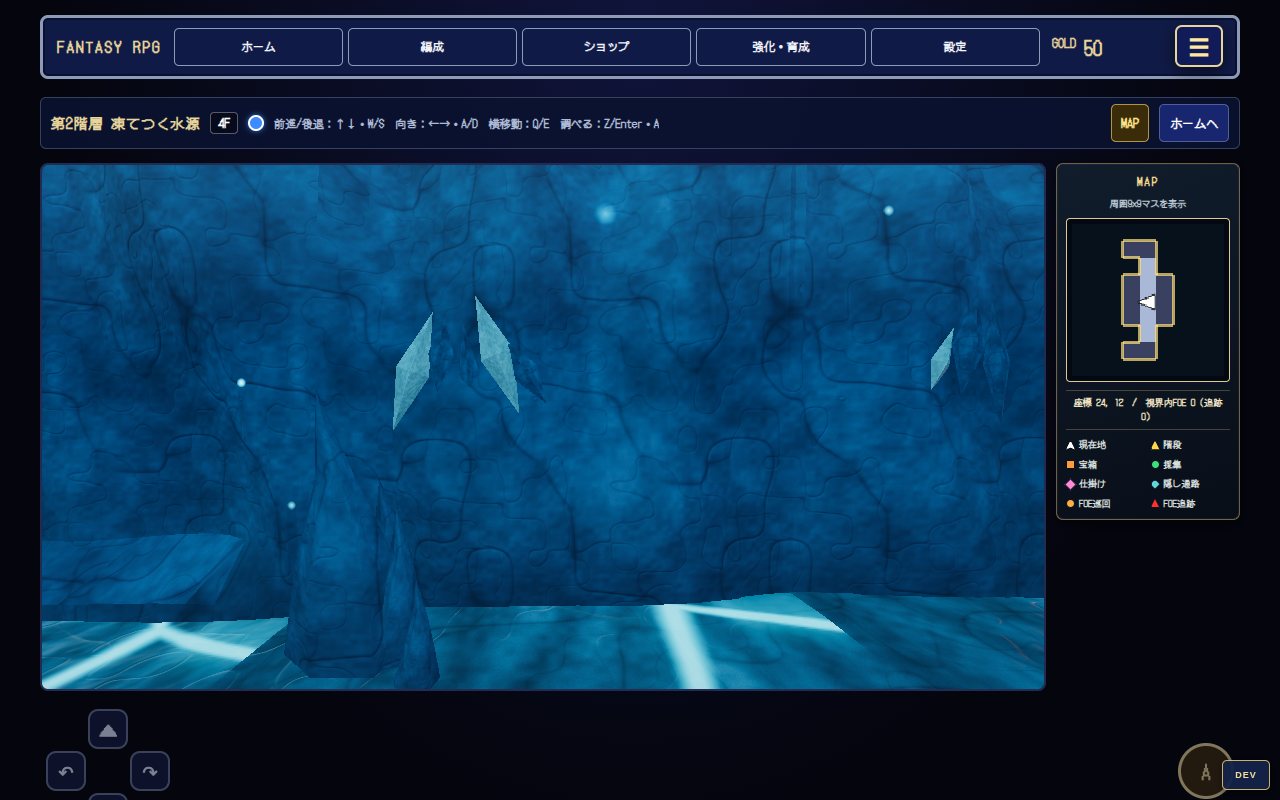 FANTASY RPG
ホーム
編成
ショップ
強化・育成
設定
GOLD 50
第2階層 凍てつく水源
4F
前進/後退：↑↓・W/S 向き：←→・A/D 横移動：Q/E 調べる：Z/Enter・A
MAP
ホームへ
MAP
周囲9x9マスを表示
座標 24, 12 / 視界内FOE 0 (追跡
0)
現在地
階段
宝箱
採集
仕掛け
隠し通路
FOE巡回
FOE追跡
A
DEV